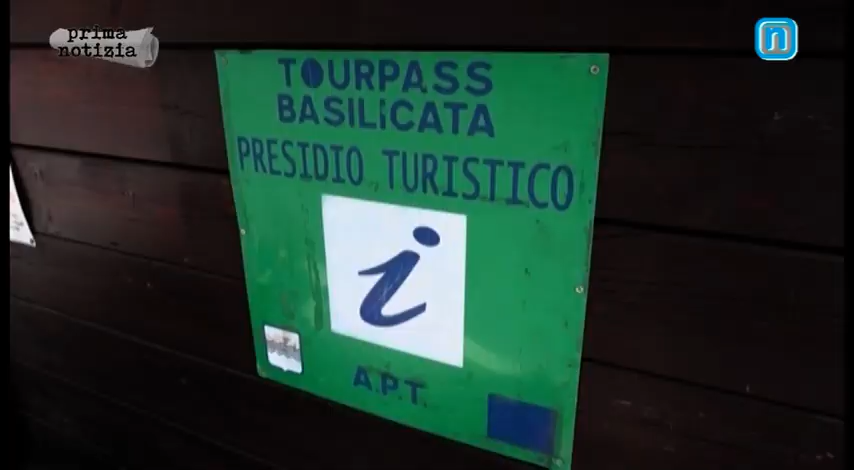 prima
notizia
n
TOURPASS
BASILiCATA
PRESIDIO TURISTICO
i
A.P.T.